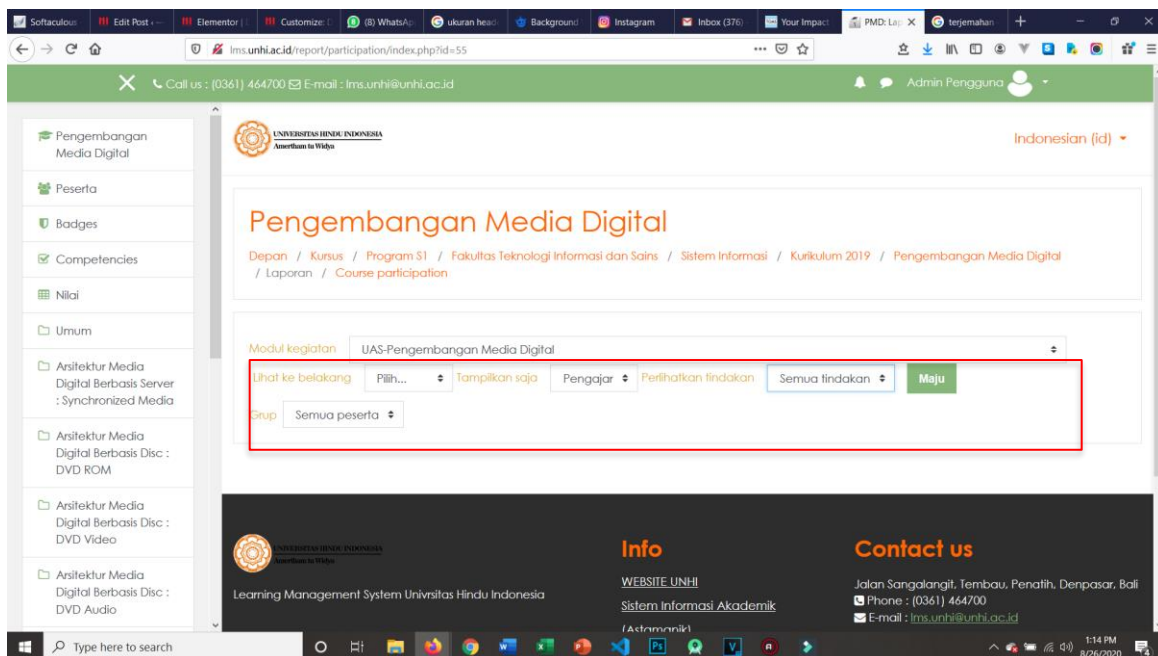 Softaculous
Edit Post ‹ —
Elementor |
Customize:
(8) WhatsAp
ukuran head
Background
Instagram
Inbox (376)
Your Impact
PMD: Lap
terjemahan
lms.unhi.ac.id/report/participation/index.php?id=55
Call us : (0361) 464700 E-mail : lms.unhi@unhi.ac.id
Admin Pengguna
Pengembangan
Media Digital
Peserta
Badges
Competencies
Nilai
Umum
Arsitektur Media
Digital Berbasis Server
: Synchronized Media
Arsitektur Media
Digital Berbasis Disc :
DVD ROM
Arsitektur Media
Digital Berbasis Disc :
DVD Video
Arsitektur Media
Digital Berbasis Disc :
DVD Audio
UNIVERSITAS HINDU INDONESIA
Amertham tu Widya
Indonesian (id)
Pengembangan Media Digital
Depan / Kursus / Program S1 / Fakultas Teknologi Informasi dan Sains / Sistem Informasi / Kurikulum 2019 / Pengembangan Media Digital
/ Laporan / Course participation
Modul kegiatan UAS-Pengembangan Media Digital
Lihat ke belakang Pilih... Tampilkan saja Pengajar Perlihatkan tindakan Semua tindakan Maju
Grup Semua peserta
UNIVERSITAS HINDU INDONESIA
Amertham tu Widya
Learning Management System Univrsitas Hindu Indonesia
Info
WEBSITE UNHI
Sistem Informasi Akademik
(Astamanik)
Contact us
Jalan Sangalangit, Tembau, Penatih, Denpasar, Bali
Phone : (0361) 464700
E-mail : lms.unhi@unhi.ac.id
Type here to search
1:14 PM
8/26/2020